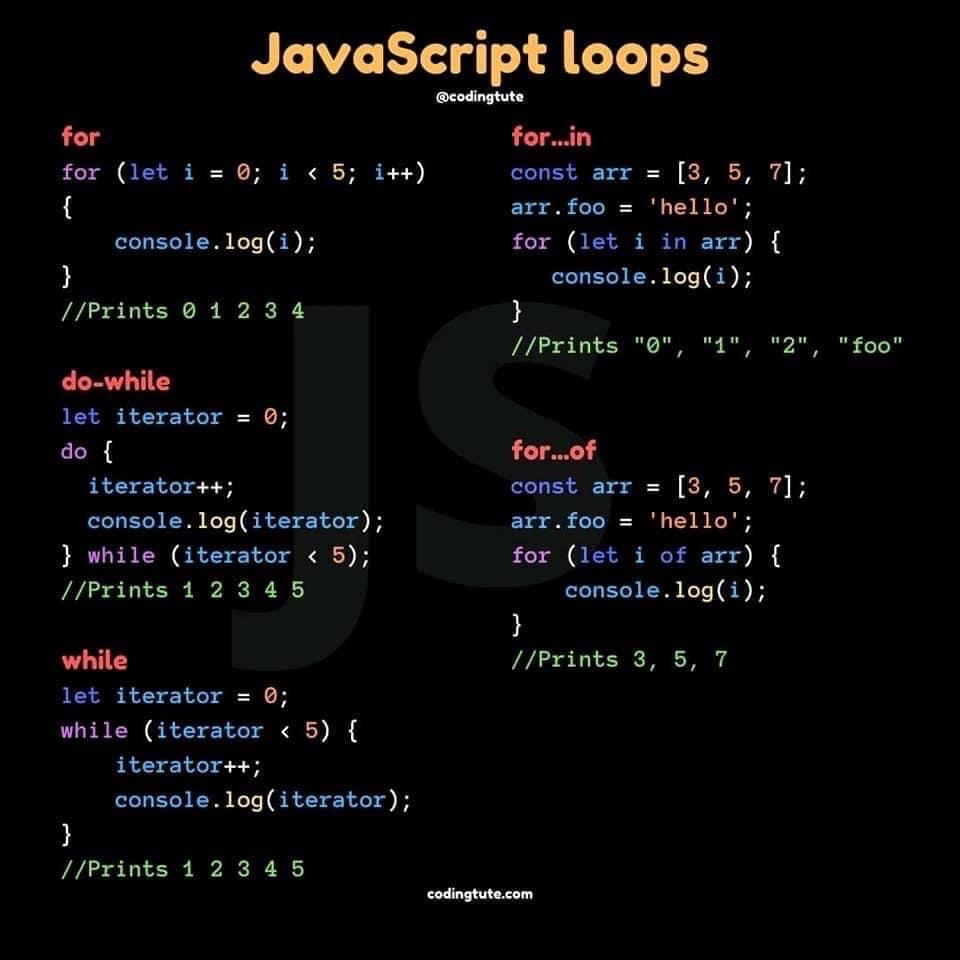 JavaScript loops
@codingtute
for
for (let i = 0; i < 5; i++)
{
    console.log(i);
}
//Prints 0 1 2 3 4
do-while
let iterator = 0;
do {
  iterator++;
  console.log(iterator);
} while (iterator < 5);
//Prints 1 2 3 4 5
while
let iterator = 0;
while (iterator < 5) {
    iterator++;
    console.log(iterator);
}
//Prints 1 2 3 4 5
for...in
const arr = [3, 5, 7];
arr.foo = 'hello';
for (let i in arr) {
   console.log(i);
}
//Prints "0", "1", "2", "foo"
for...of
const arr = [3, 5, 7];
arr.foo = 'hello';
for (let i of arr) {
    console.log(i);
}
//Prints 3, 5, 7
JS
codingtute.com